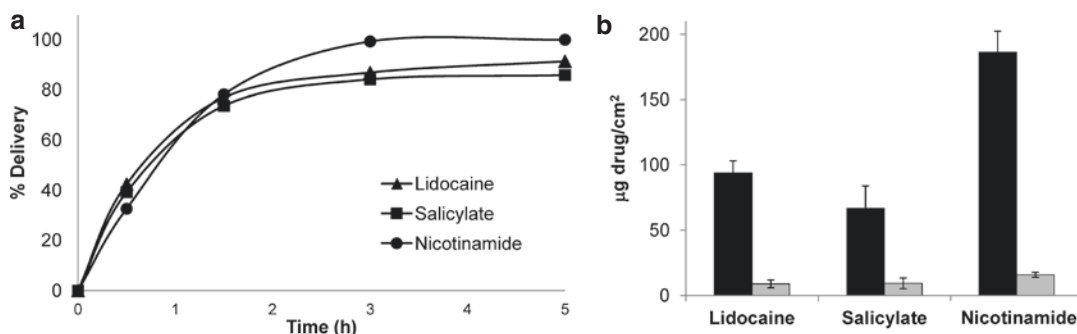 a
% Delivery
100
80
60
40
20
0
0 1 2 3 4 5
Time (h)
Lidocaine
Salicylate
Nicotinamide
b
µg drug/cm²
200
150
100
50
0
Lidocaine Salicylate Nicotinamide